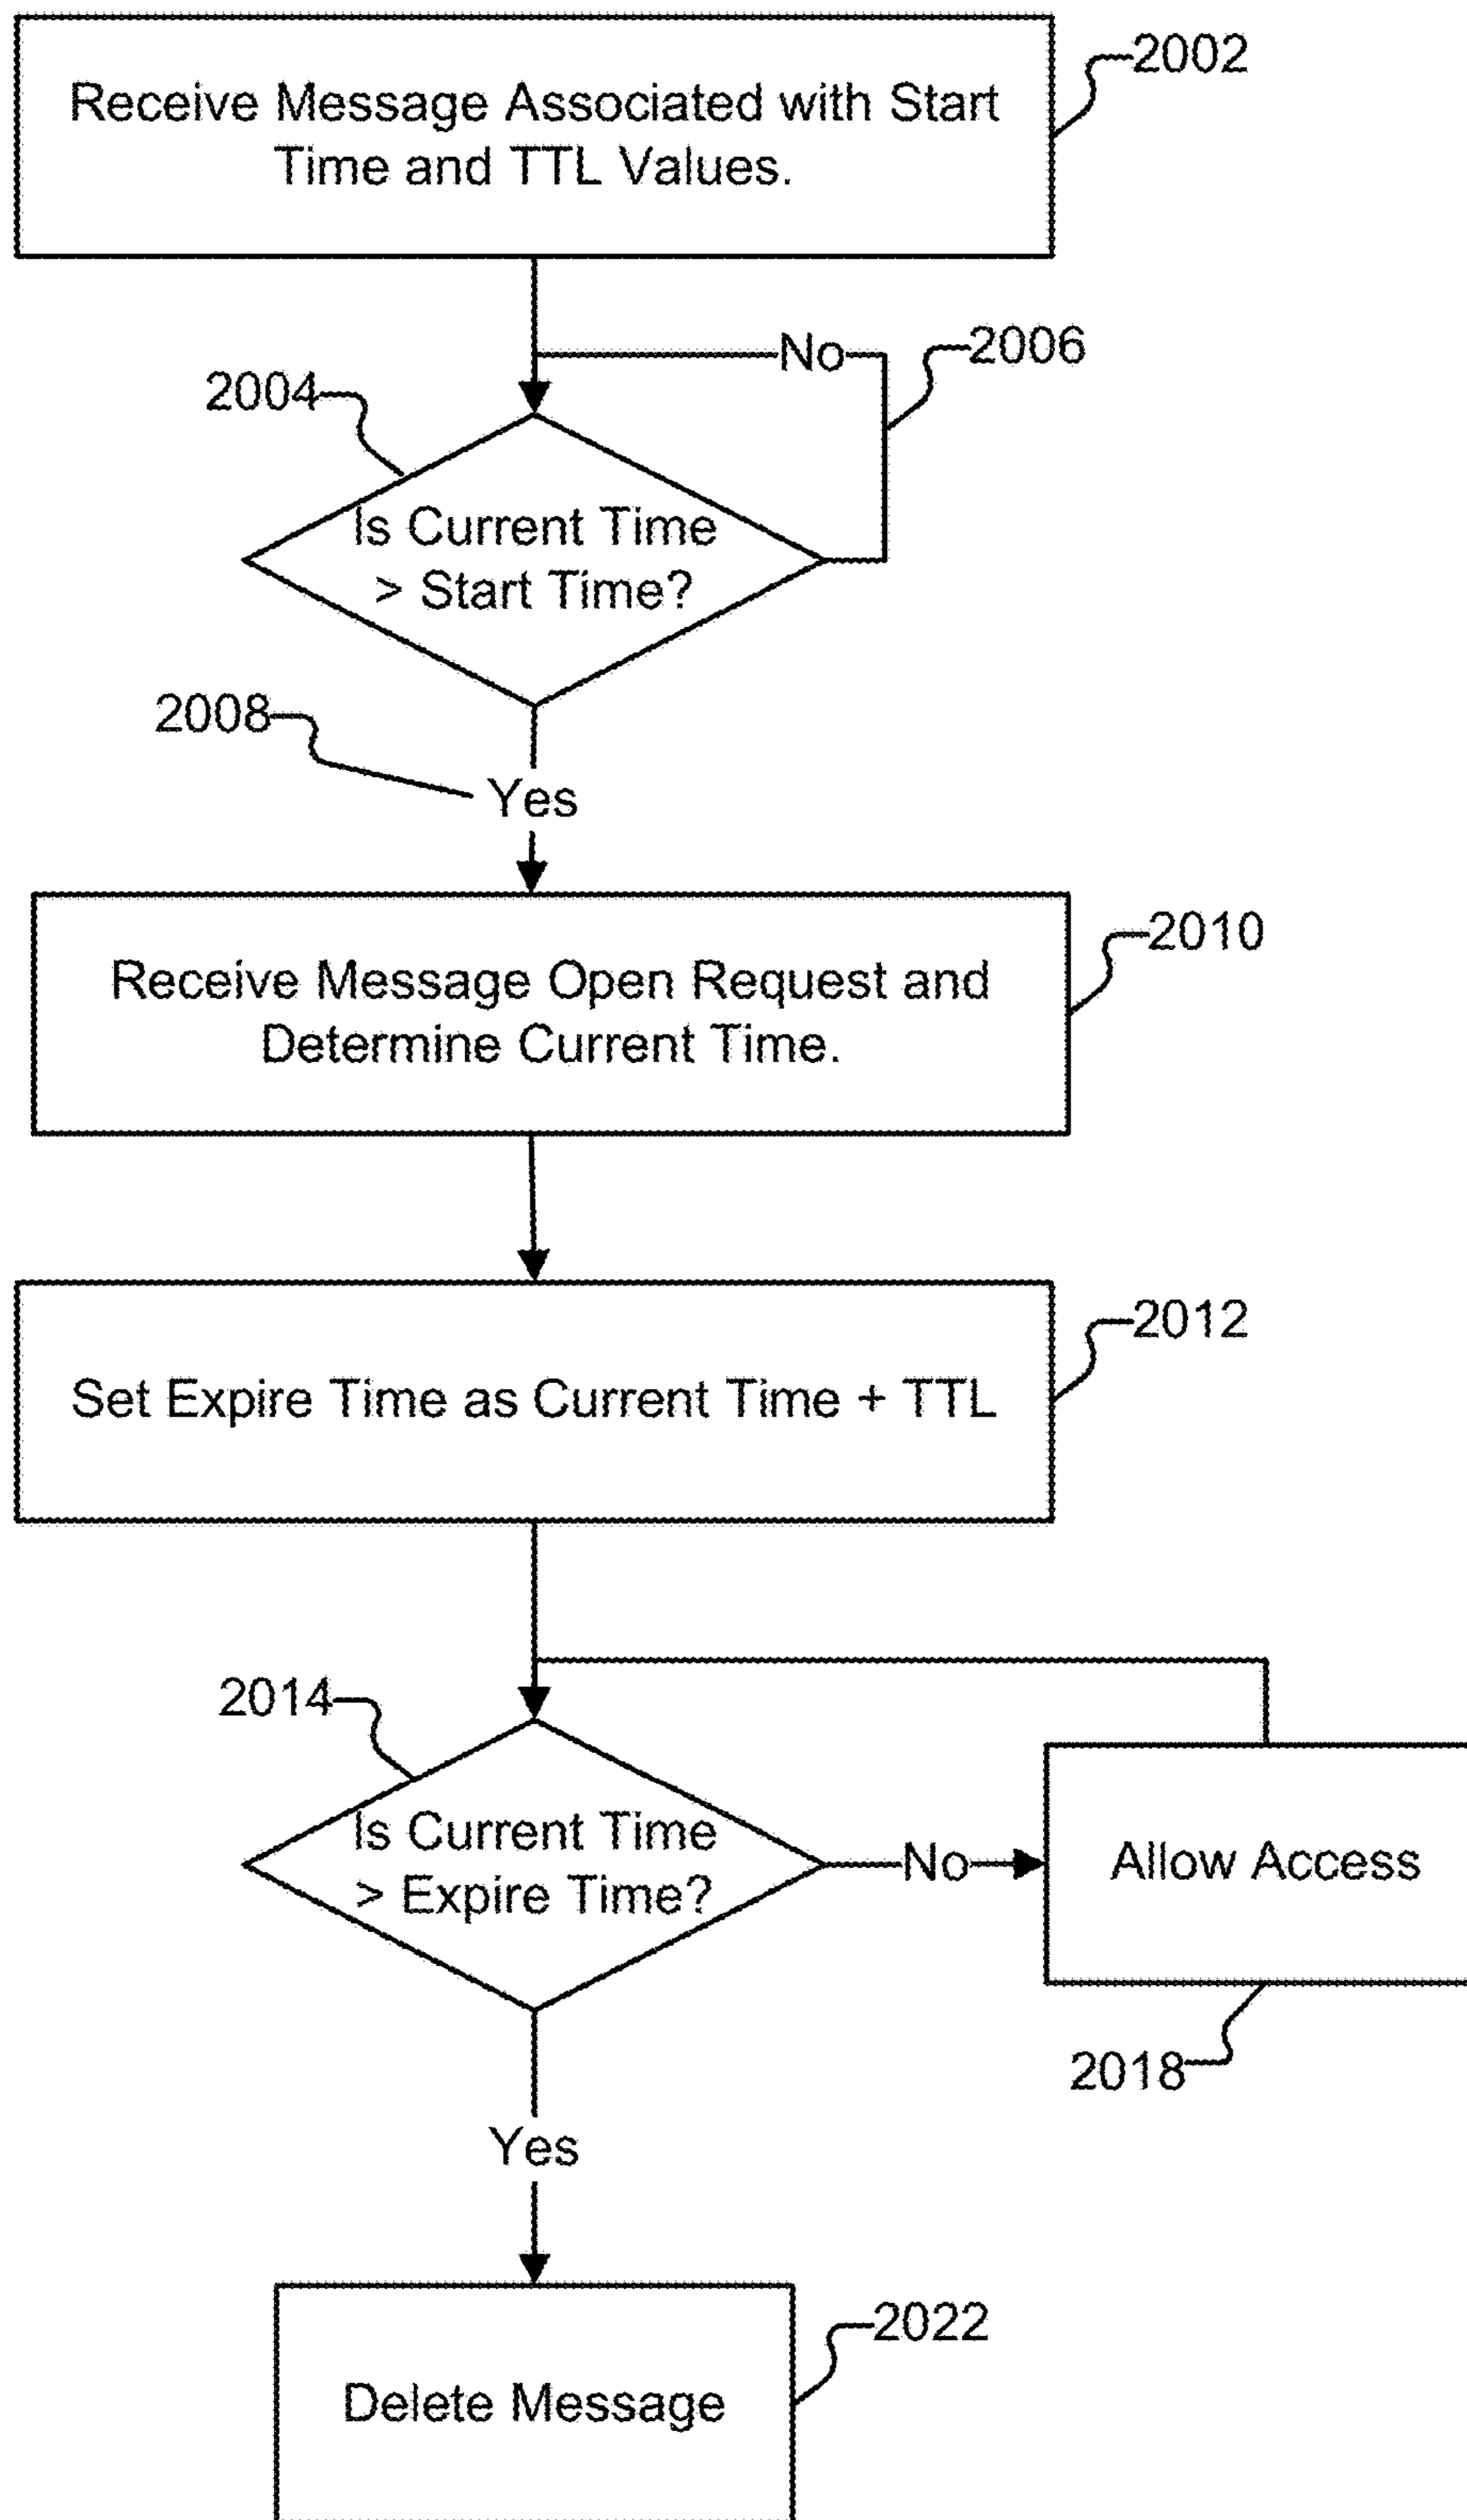 Receive Message Associated with Start
Time and TTL Values.
2002
No
2006
2004
Is Current Time
> Start Time?
2008
Yes
Receive Message Open Request and
Determine Current Time.
2010
Set Expire Time as Current Time + TTL
2012
2014
Is Current Time
> Expire Time?
No
Allow Access
2018
Yes
Delete Message
2022